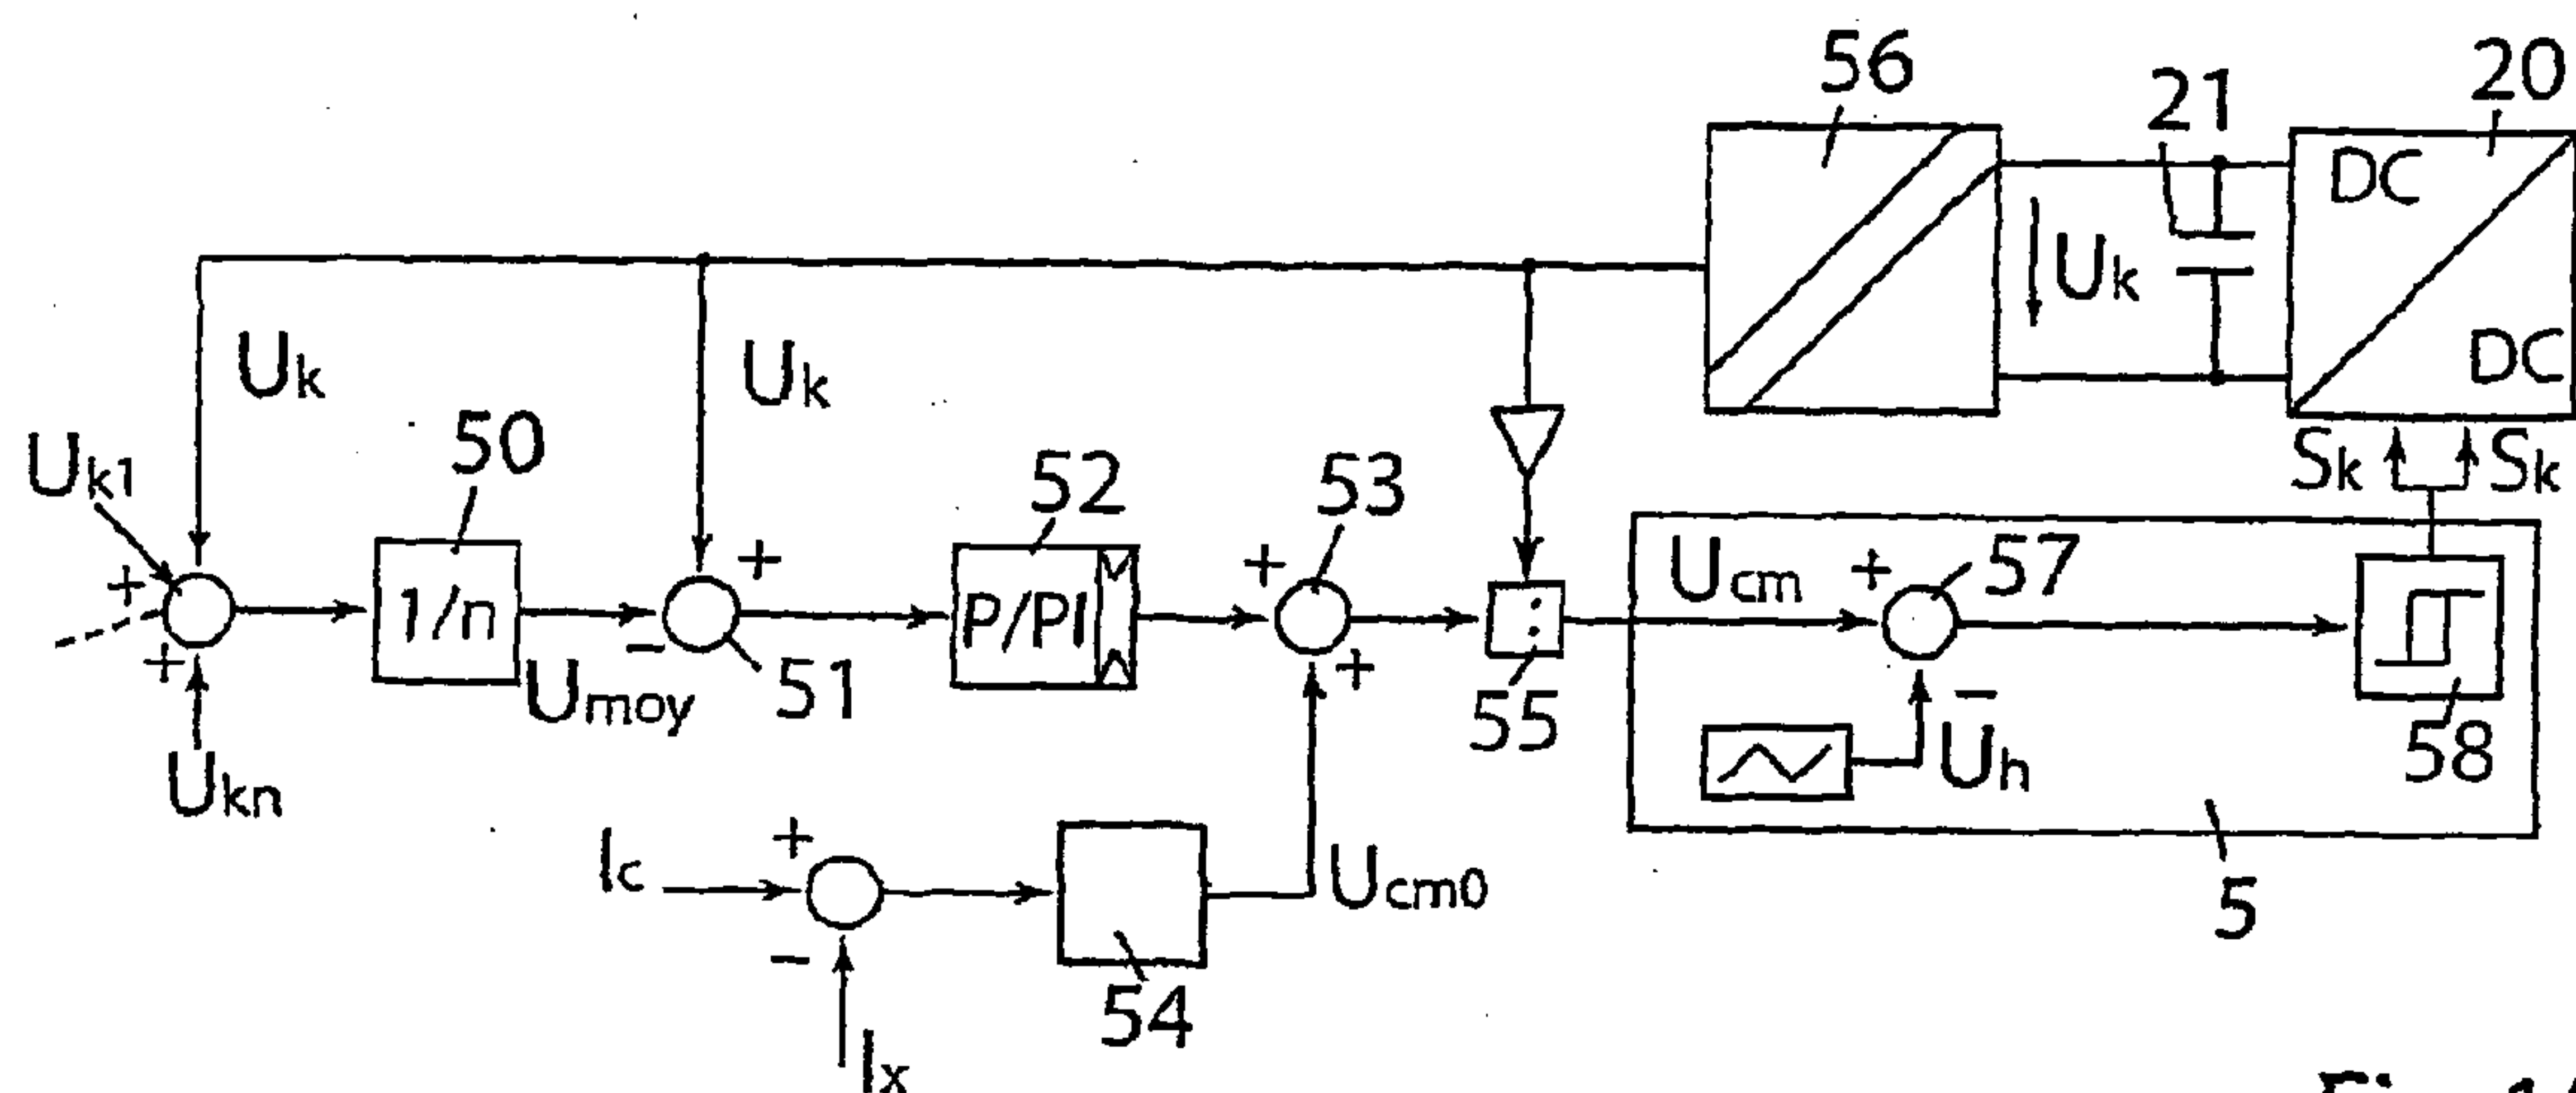 56
21
20
DC
DC
Uk
Uk
Uk
Uk1
+
+
Ukn
50
1/n
Umoy
+
-
51
52
P/PI
53
+
+
55
:
Ucm
+
57
-
Uh
58
Sk
Sk
5
Ic
+
-
Ix
54
Ucm0